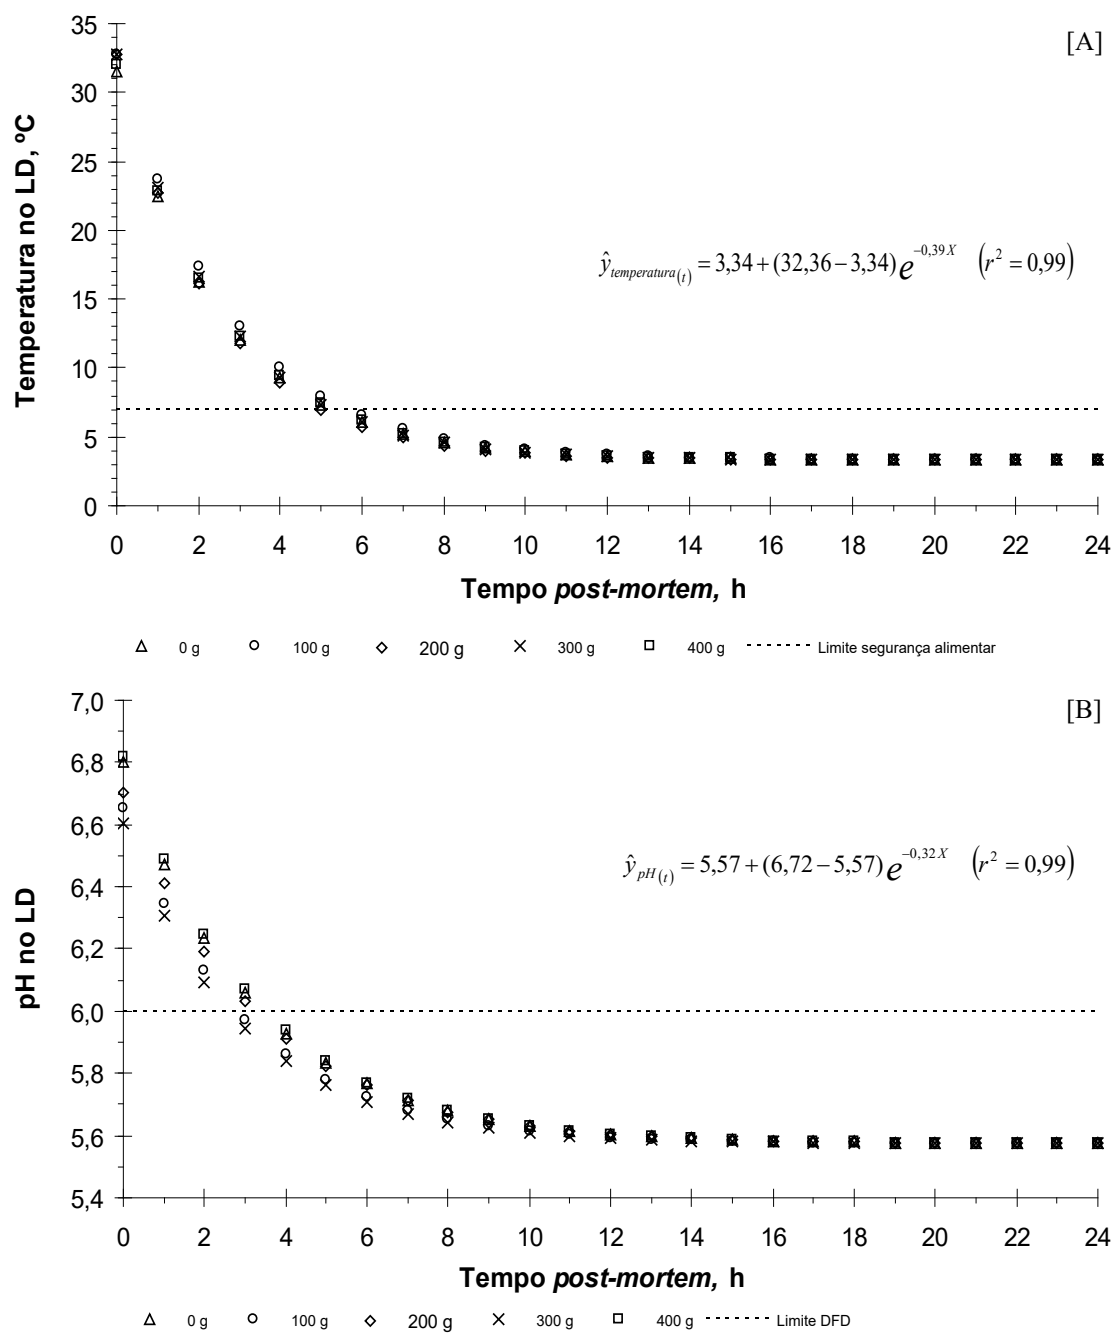 [A]
Temperatura no LD, ºC
35
30
25
20
15
10
5
0
ŷ temperatura(t) = 3,34 + (32,36 − 3,34) e^−0,39X (r² = 0,99)
0 2 4 6 8 10 12 14 16 18 20 22 24
Tempo post-mortem, h
0 g 100 g 200 g 300 g 400 g Limite segurança alimentar
[B]
pH no LD
7,0
6,8
6,6
6,4
6,2
6,0
5,8
5,6
5,4
ŷ pH(t) = 5,57 + (6,72 − 5,57) e^−0,32X (r² = 0,99)
0 2 4 6 8 10 12 14 16 18 20 22 24
Tempo post-mortem, h
0 g 100 g 200 g 300 g 400 g Limite DFD